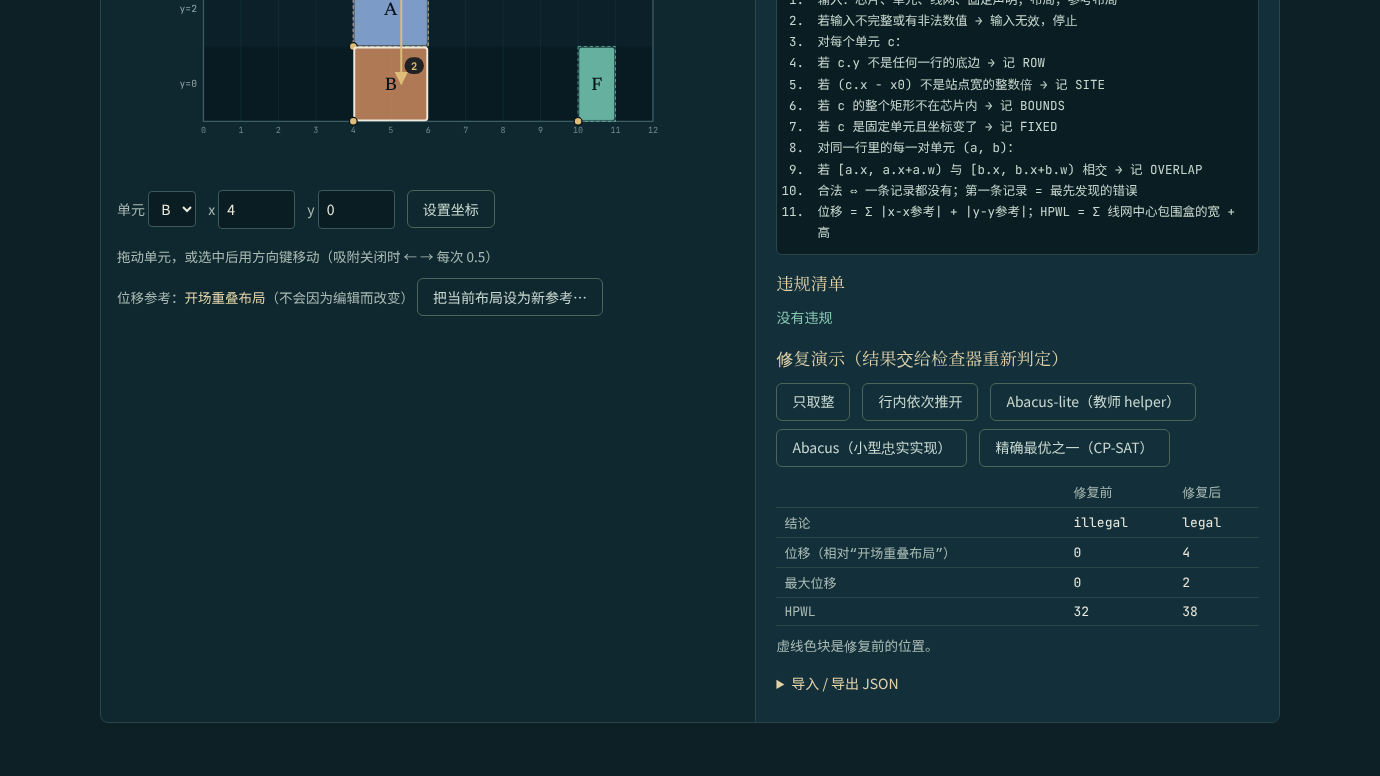 y=2
A
2
y=0
B
F
0 1 2 3 4 5 6 7 8 9 10 11 12
单元 B x 4 y 0 设置坐标
拖动单元，或选中后用方向键移动（吸附关闭时 ←→ 每次 0.5）
位移参考：开场重叠布局（不会因为编辑而改变） 把当前布局设为新参考…
2. 若输入不完整或有非法数值 → 输入无效，停止
3. 对每个单元 c：
4. 若 c.y 不是任何一行的底边 → 记 ROW
5. 若 (c.x - x0) 不是站点宽的整数倍 → 记 SITE
6. 若 c 的整个矩形不在芯片内 → 记 BOUNDS
7. 若 c 是固定单元且坐标变了 → 记 FIXED
8. 对同一行里的每一对单元 (a, b)：
9. 若 [a.x, a.x+a.w) 与 [b.x, b.x+b.w) 相交 → 记 OVERLAP
10. 合法 ⇔ 一条记录都没有；第一条记录 = 最先发现的错误
11. 位移 = Σ |x-x参考| + |y-y参考|；HPWL = Σ 线网中心包围盒的宽 +
高
违规清单
没有违规
修复演示（结果交给检查器重新判定）
只取整 行内依次推开 Abacus-lite（教师 helper）
Abacus（小型忠实实现） 精确最优之一（CP-SAT）
修复前 修复后
结论 illegal legal
位移（相对“开场重叠布局”） 0 4
最大位移 0 2
HPWL 32 38
虚线色块是修复前的位置。
▶ 导入 / 导出 JSON